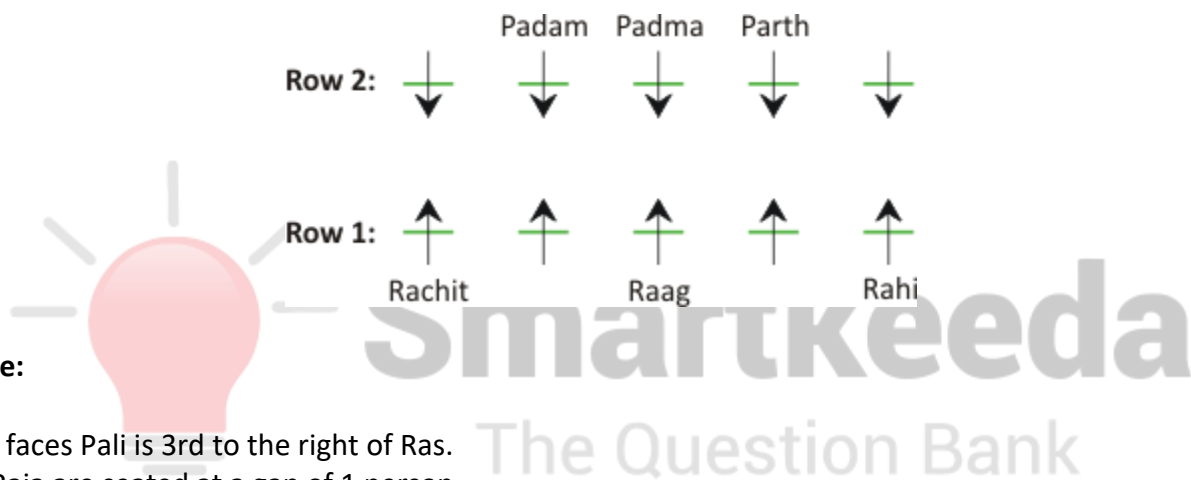 Padam Padma Parth
Row 2:
Row 1:
Rachit Raag Rahi
Smartkeeda
The Question Bank
e:
faces Pali is 3rd to the right of Ras.
are seated at a gap of 1 person